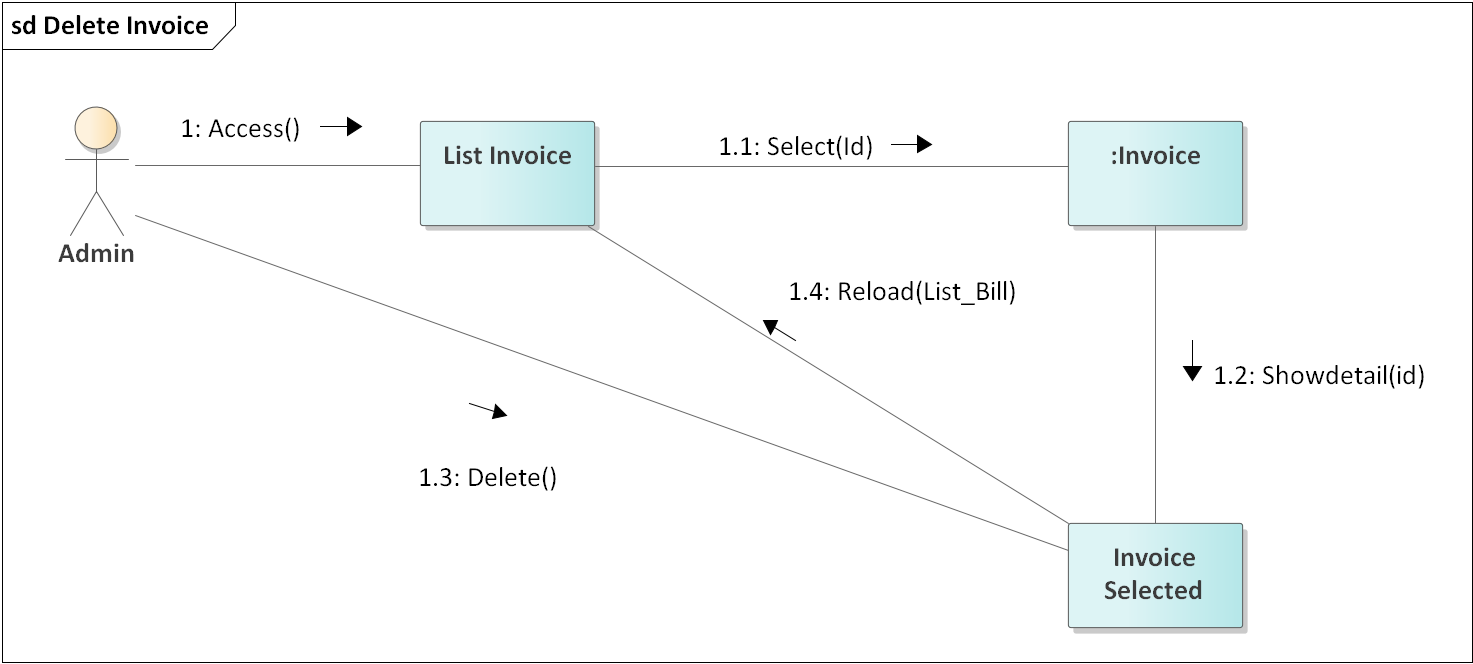 sd Delete Invoice
1: Access()
List Invoice
1.1: Select(Id)
:Invoice
Admin
1.4: Reload(List_Bill)
1.2: Showdetail(id)
1.3: Delete()
Invoice
Selected